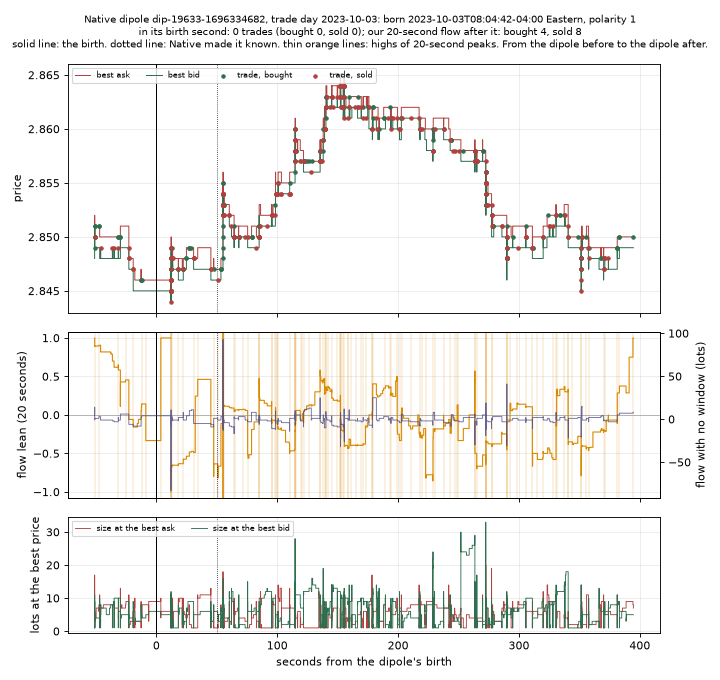 Native dipole dip-19633-1696334682, trade day 2023-10-03: born 2023-10-03T08:04:42-04:00 Eastern, polarity 1
in its birth second: 0 trades (bought 0, sold 0); our 20-second flow after it: bought 4, sold 8
solid line: the birth. dotted line: Native made it known. thin orange lines: highs of 20-second peaks. From the dipole before to the dipole after.
best ask best bid trade, bought trade, sold
2.865
2.860
2.855
2.850
2.845
price
1.0
0.5
0.0
−0.5
−1.0
flow lean (20 seconds)
100
50
0
−50
flow with no window (lots)
size at the best ask size at the best bid
30
20
10
0
lots at the best price
0 100 200 300 400
seconds from the dipole's birth